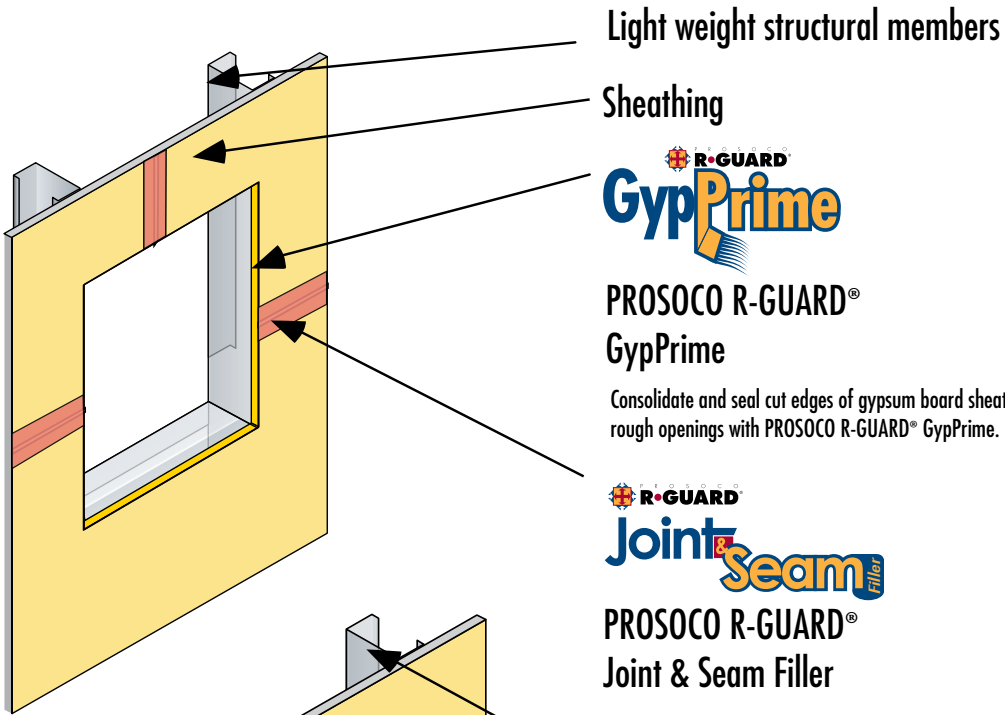 Light weight structural members
Sheathing
PROSOCO
R•GUARD®
GypPrime
PROSOCO R-GUARD®
GypPrime
Consolidate and seal cut edges of gypsum board sheat
rough openings with PROSOCO R-GUARD® GypPrime.
PROSOCO
R•GUARD®
Joint & Seam Filler
PROSOCO R-GUARD®
Joint & Seam Filler